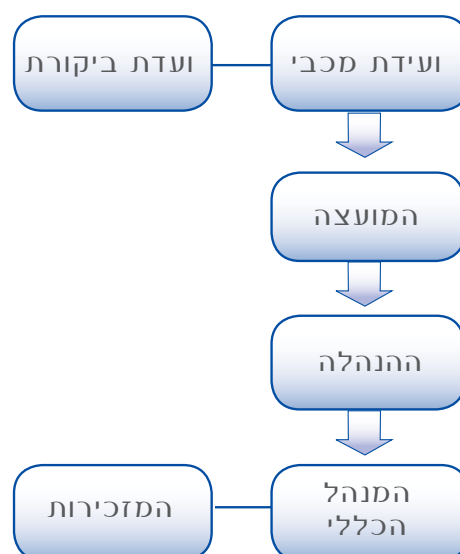 ועידת מכבי
ועדת ביקורת
המועצה
ההנהלה
המנהל
הכללי
המזכירות